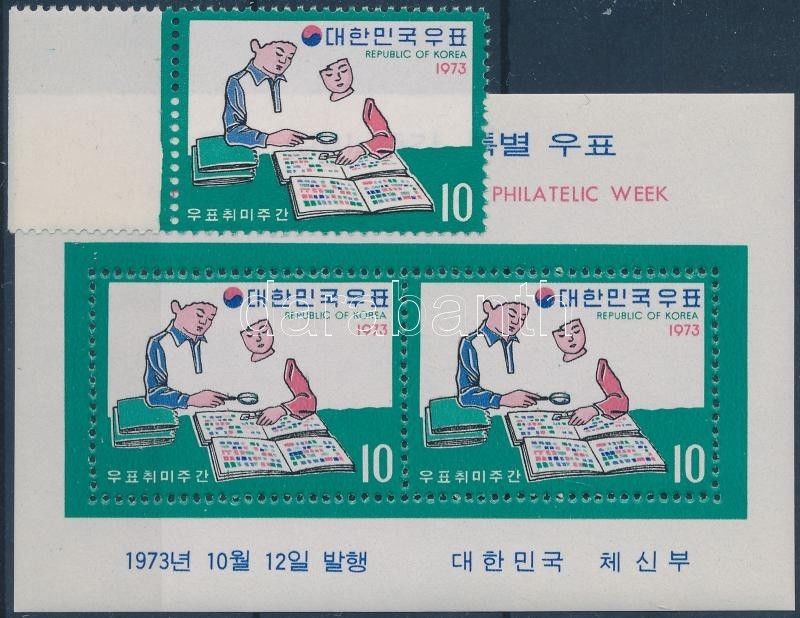 대한민국우표
REPUBLIC OF KOREA
1973
우표취미주간 10
별 우표
PHILATELIC WEEK
대한민국우표
REPUBLIC OF KOREA
1973
우표취미주간 10
대한민국우표
REPUBLIC OF KOREA
1973
우표취미주간 10
darabanth
1973년 10월 12일 발행
대한민국 체신부